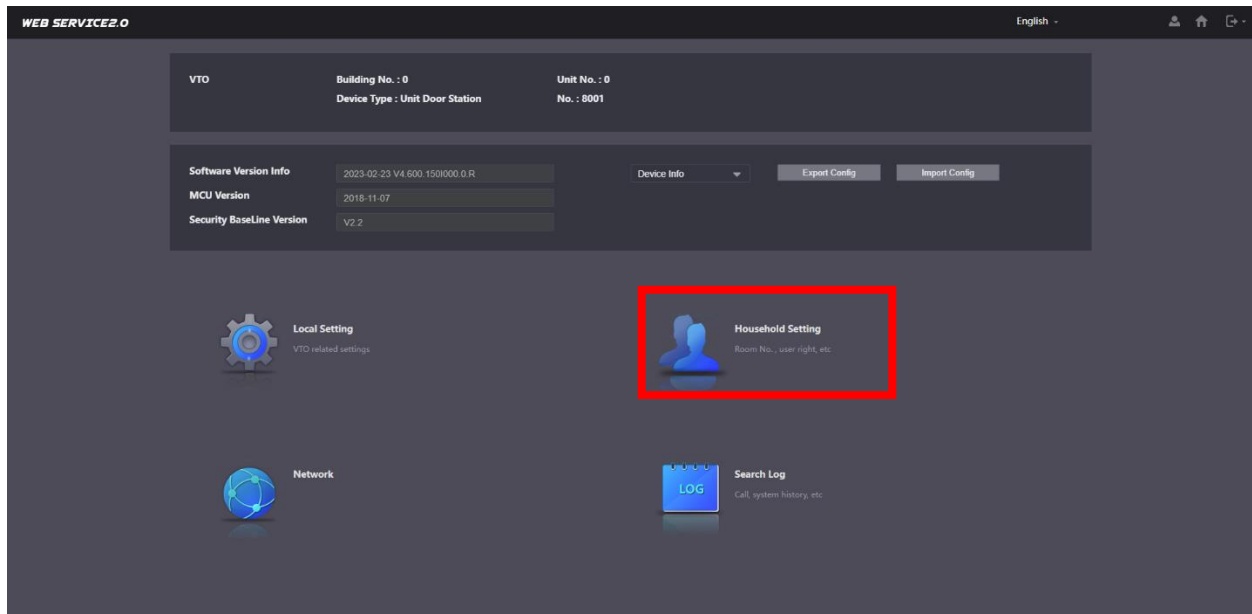 WEB SERVICE2.0 English
VTO Building No. : 0 Unit No. : 0
Device Type : Unit Door Station No. : 8001
Software Version Info 2023-02-23 V4.600.150I000.0.R Device Info Export Config Import Config
MCU Version 2018-11-07
Security BaseLine Version V2.2
Local Setting Household Setting
VTO related settings Room No. , user right, etc
Network Search Log
LOG Call, system history, etc